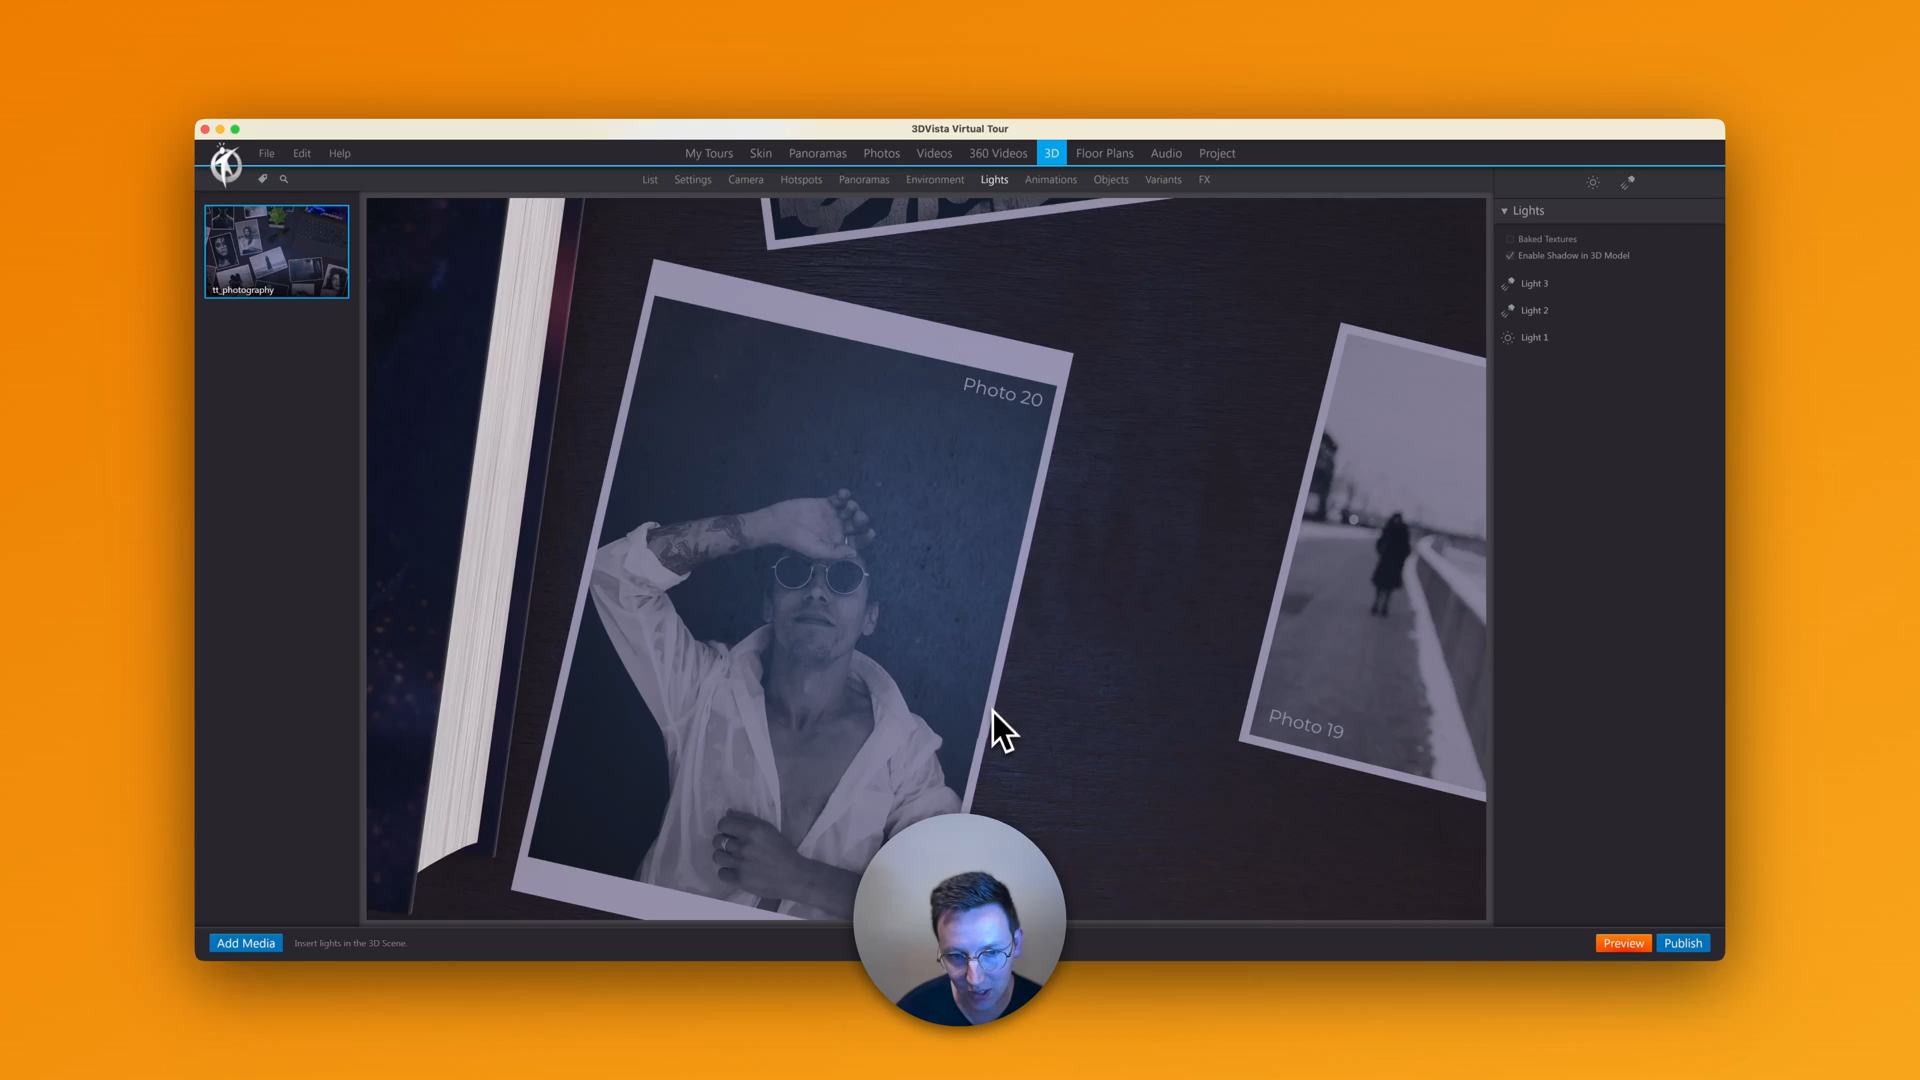 3DVista Virtual Tour
File Edit Help
My Tours Skin Panoramas Photos Videos 360 Videos 3D Floor Plans Audio Project
List Settings Camera Hotspots Panoramas Environment Lights Animations Objects Variants FX
Lights
Baked Textures
Enable Shadow in 3D Model
Light 3
Light 2
Light 1
tt_photography
Photo 20
Photo 19
Add Media
Insert lights in the 3D Scene.
Preview
Publish